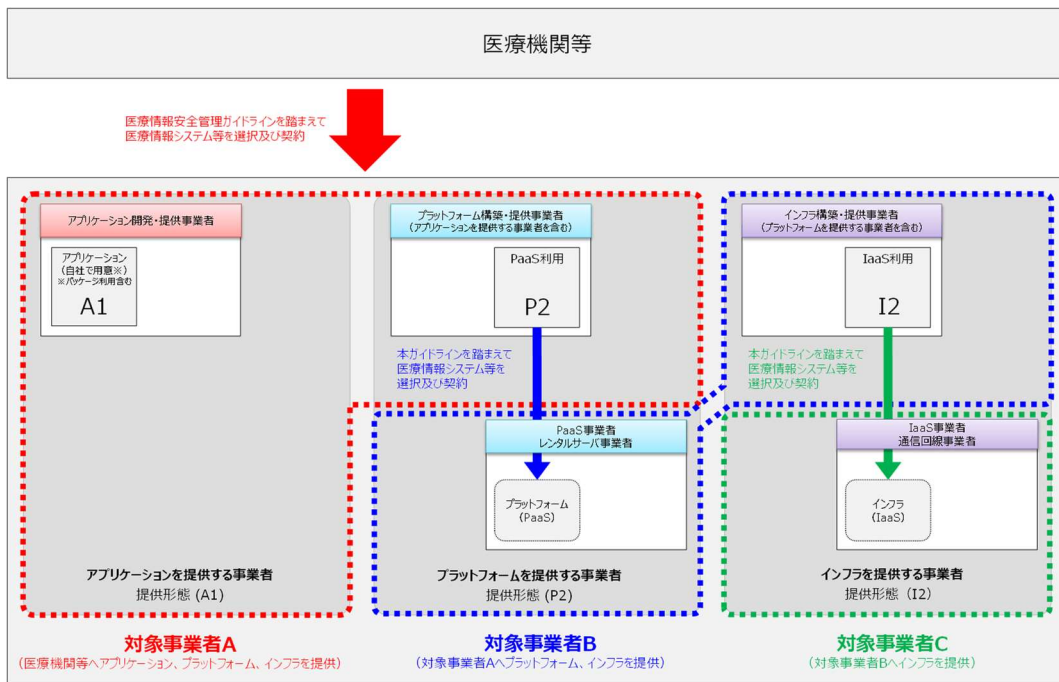 医療機関等
医療情報安全管理ガイドラインを踏まえて
医療情報システム等を選択及び契約
アプリケーション開発・提供事業者
アプリケーション
（自社で用意※）
※パッケージ利用含む
A1
プラットフォーム構築・提供事業者
（アプリケーションを提供する事業者を含む）
PaaS利用
P2
インフラ構築・提供事業者
（プラットフォームを提供する事業者を含む）
IaaS利用
I2
本ガイドラインを踏まえて
医療情報システム等を
選択及び契約
本ガイドラインを踏まえて
医療情報システム等を
選択及び契約
PaaS事業者
レンタルサーバ事業者
プラットフォーム
（PaaS）
IaaS事業者
通信回線事業者
インフラ
（IaaS）
アプリケーションを提供する事業者
提供形態 (A1)
プラットフォームを提供する事業者
提供形態 (P2)
インフラを提供する事業者
提供形態（I2）
対象事業者A
（医療機関等へアプリケーション、プラットフォーム、インフラを提供）
対象事業者B
（対象事業者Aへプラットフォーム、インフラを提供）
対象事業者C
（対象事業者Bへインフラを提供）